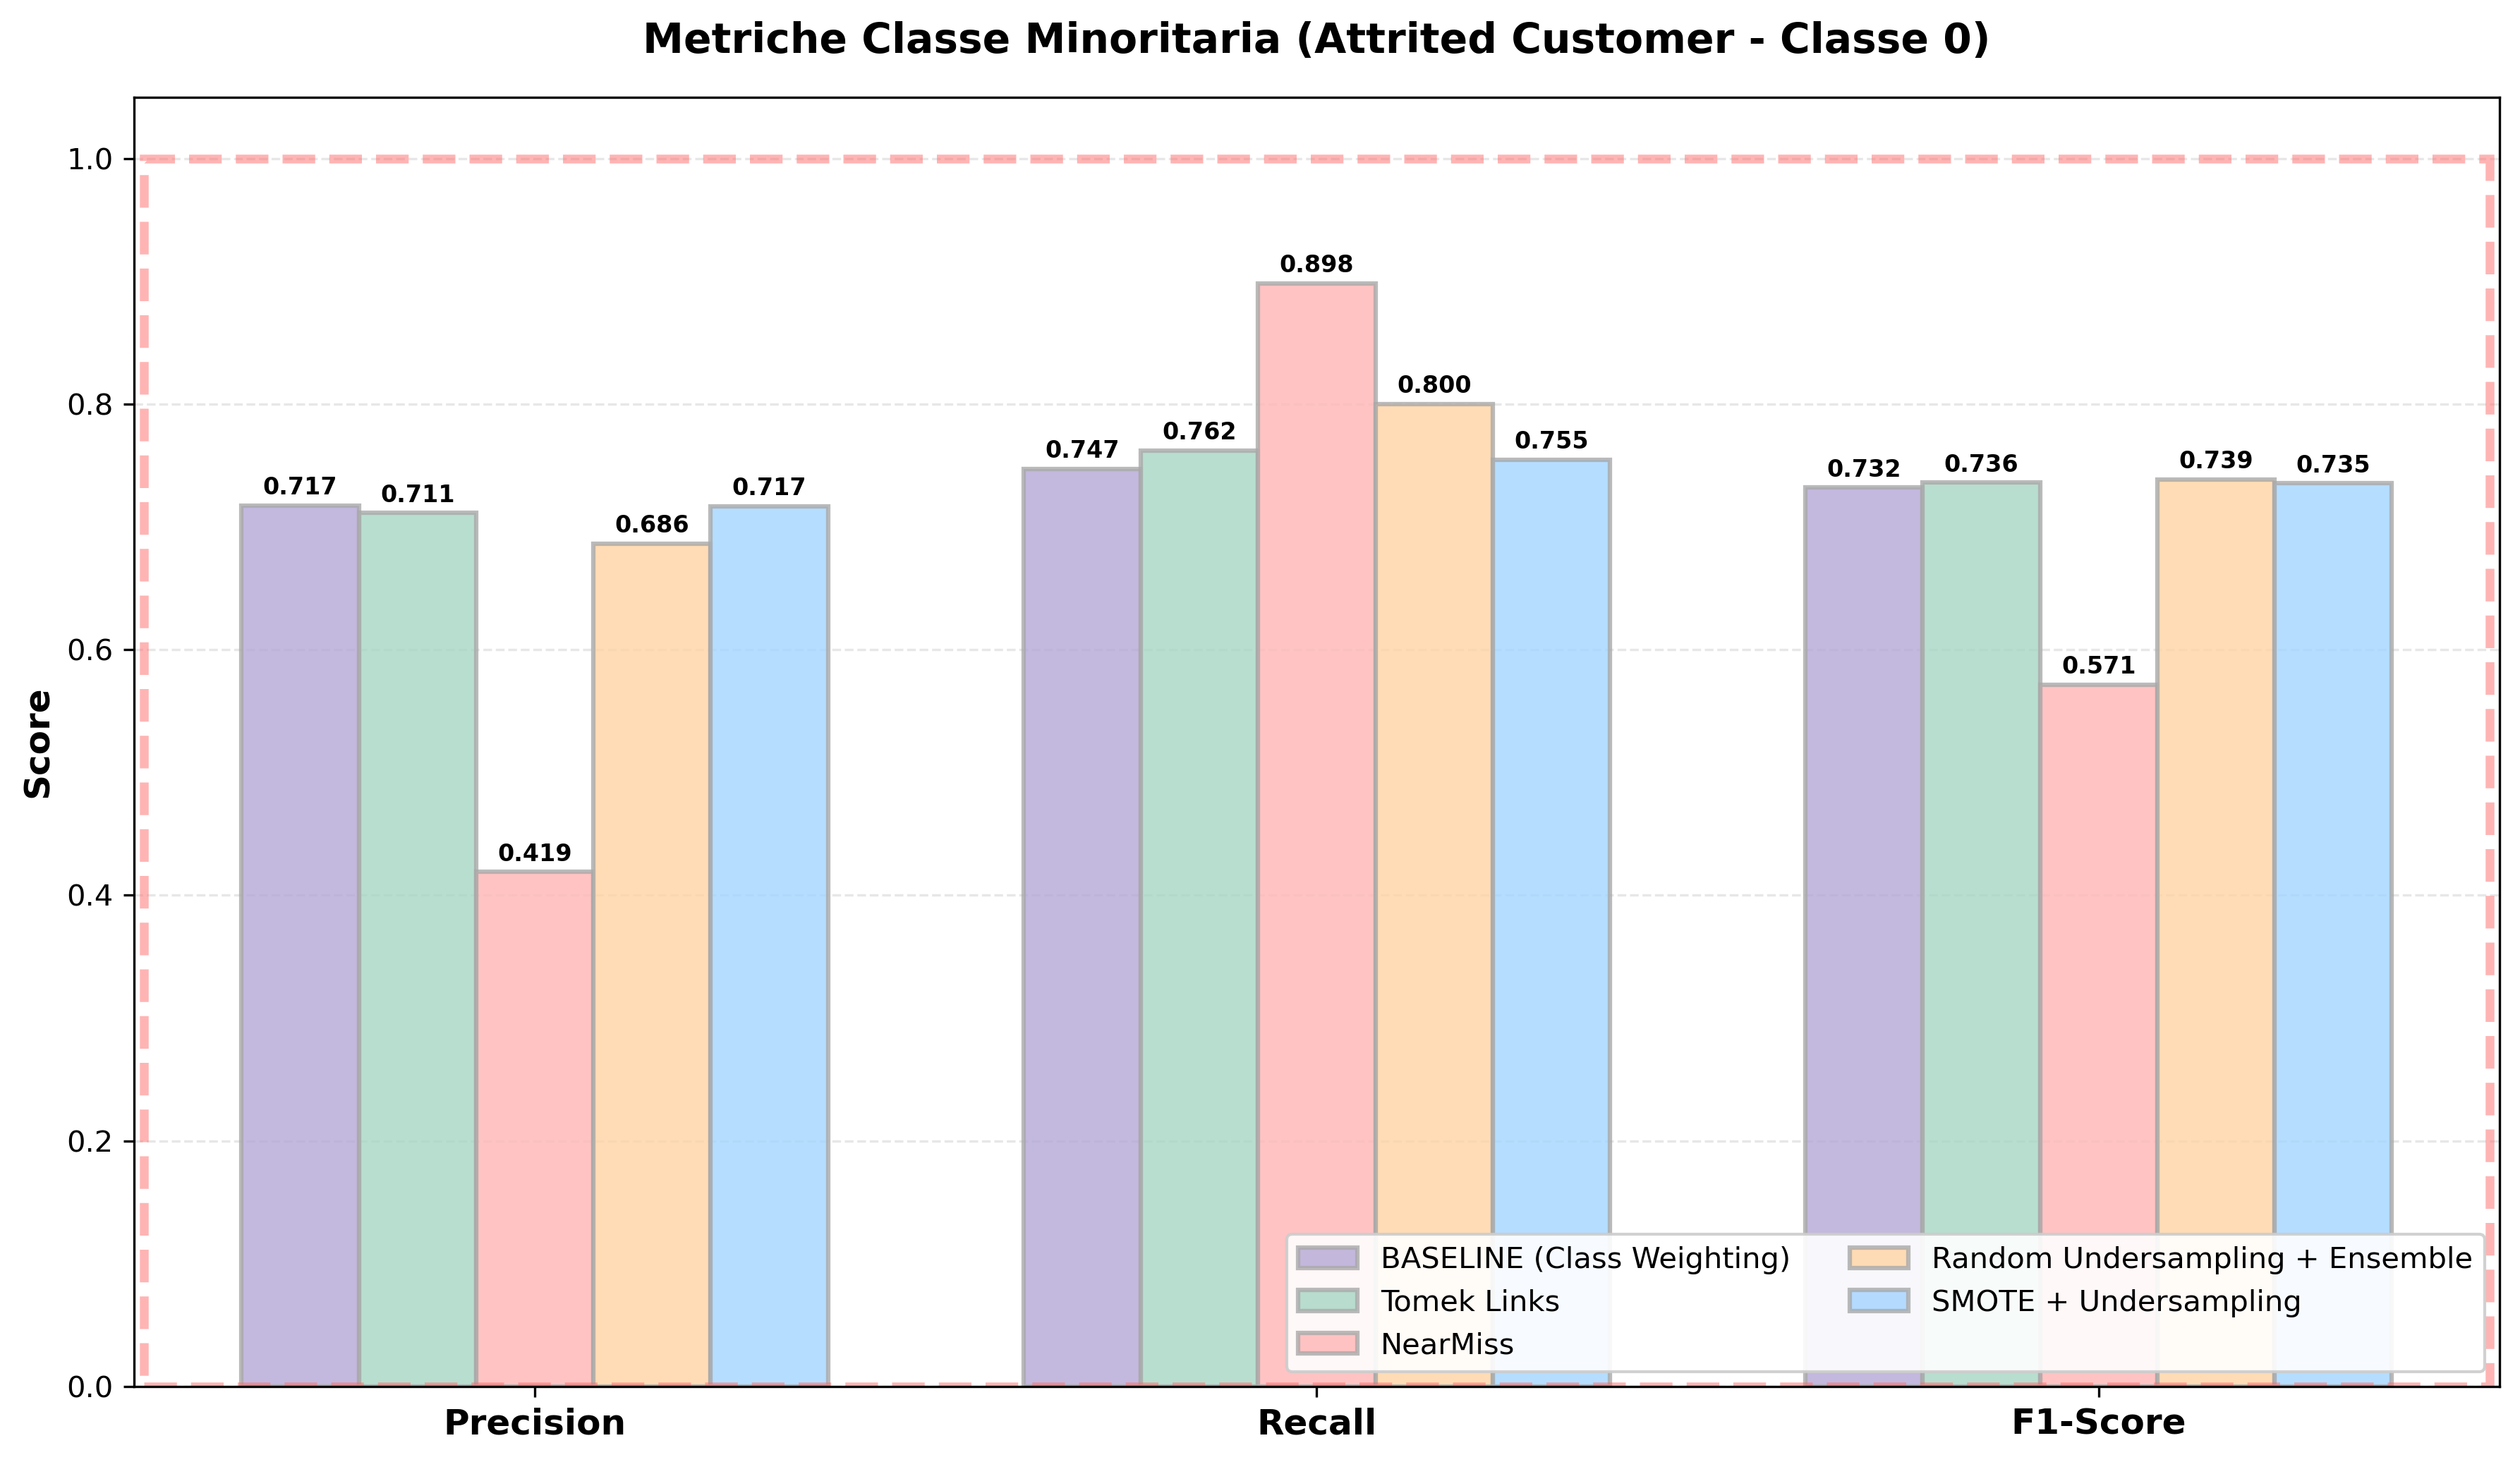 Metriche Classe Minoritaria (Attrited Customer - Classe 0)
Score
1.0
0.8
0.6
0.4
0.2
0.0
0.717
0.711
0.419
0.686
0.717
0.747
0.762
0.898
0.800
0.755
0.732
0.736
0.571
0.739
0.735
BASELINE (Class Weighting)
Tomek Links
NearMiss
Random Undersampling + Ensemble
SMOTE + Undersampling
Precision
Recall
F1-Score